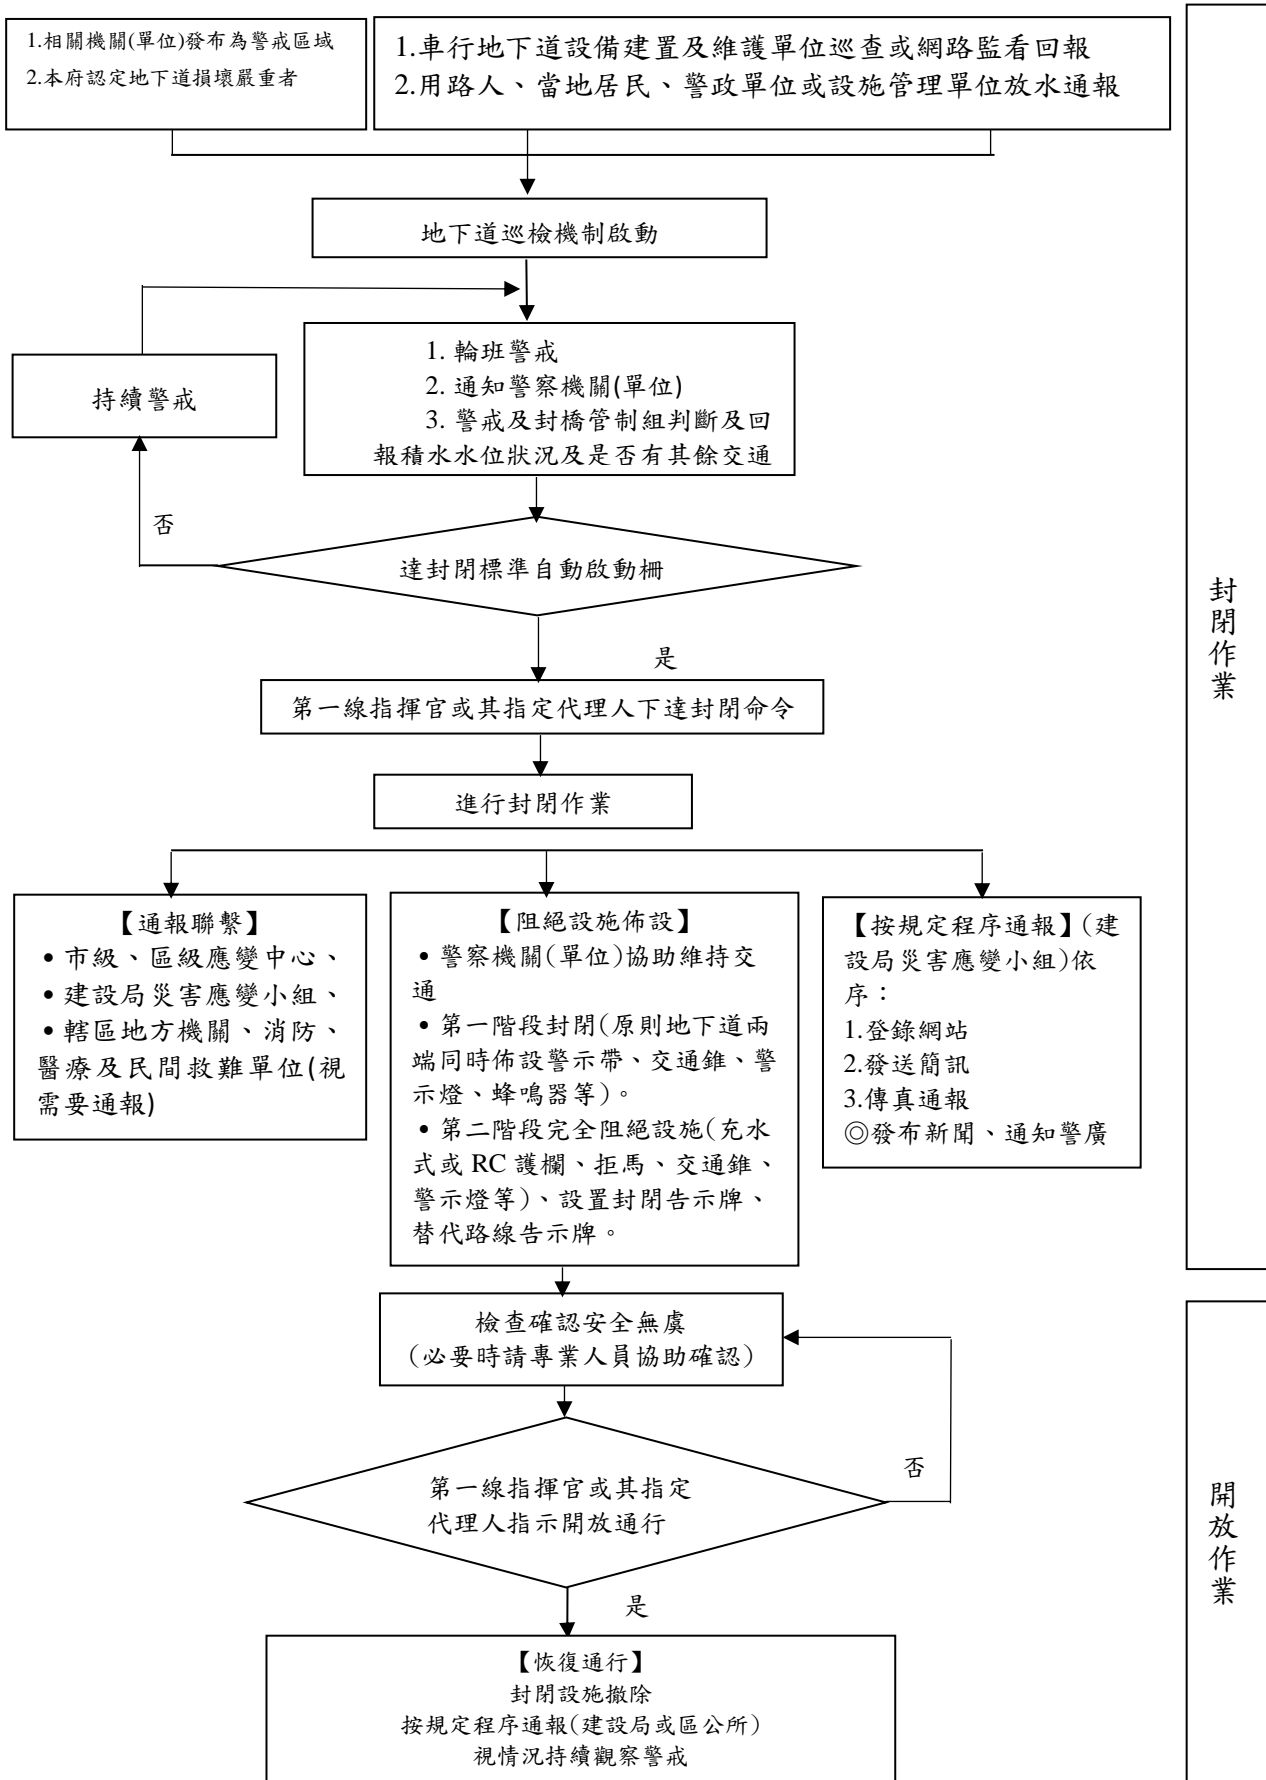 1.相關機關(單位)發布為警戒區域
2.本府認定地下道損壞嚴重者
1.車行地下道設備建置及維護單位巡查或網路監看回報
2.用路人、當地居民、警政單位或設施管理單位放水通報
地下道巡檢機制啟動
持續警戒
1. 輪班警戒
2. 通知警察機關(單位)
3. 警戒及封橋管制組判斷及回
報積水水位狀況及是否有其餘交通
否
達封閉標準自動啟動柵
是
第一線指揮官或其指定代理人下達封閉命令
進行封閉作業
【通報聯繫】
• 市級、區級應變中心、
• 建設局災害應變小組、
• 轄區地方機關、消防、
醫療及民間救難單位(視
需要通報)
【阻絕設施佈設】
• 警察機關(單位)協助維持交
通
• 第一階段封閉(原則地下道兩
端同時佈設警示帶、交通錐、警
示燈、蜂鳴器等)。
• 第二階段完全阻絕設施(充水
式或 RC 護欄、拒馬、交通錐、
警示燈等)、設置封閉告示牌、
替代路線告示牌。
【按規定程序通報】(建
設局災害應變小組)依
序：
1.登錄網站
2.發送簡訊
3.傳真通報
◎發布新聞、通知警廣
封閉作業
檢查確認安全無虞
(必要時請專業人員協助確認)
否
第一線指揮官或其指定
代理人指示開放通行
是
【恢復通行】
封閉設施撤除
按規定程序通報(建設局或區公所)
視情況持續觀察警戒
開放作業